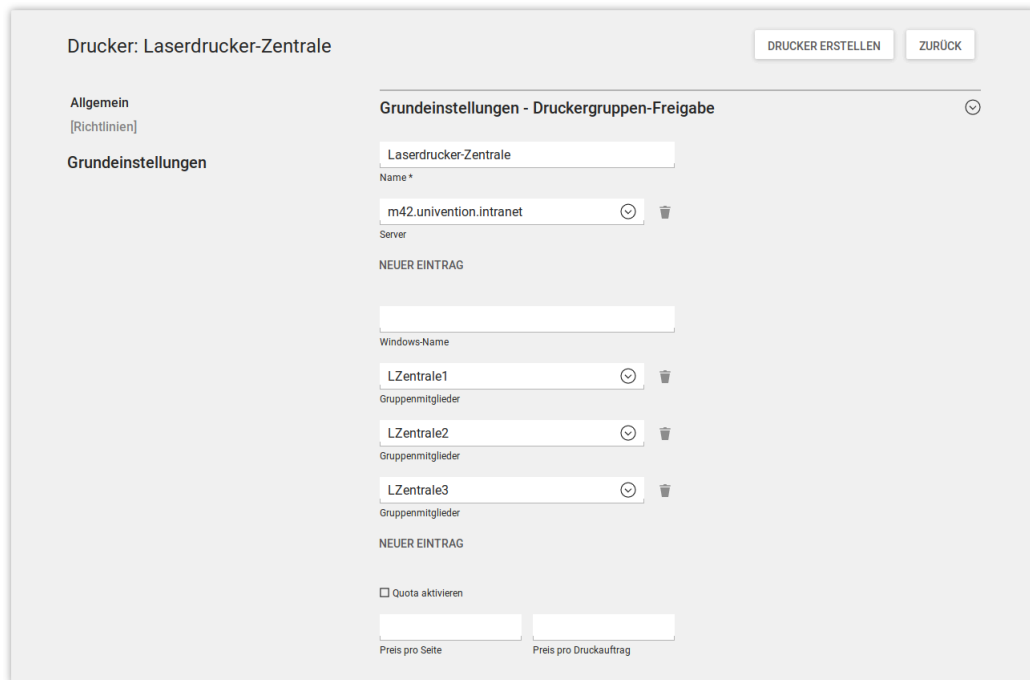 Drucker: Laserdrucker-Zentrale
DRUCKER ERSTELLEN
ZURÜCK
Allgemein
[Richtlinien]
Grundeinstellungen
Grundeinstellungen - Druckergruppen-Freigabe
Laserdrucker-Zentrale
Name *
m42.univention.intranet
Server
NEUER EINTRAG
Windows-Name
LZentrale1
Gruppenmitglieder
LZentrale2
Gruppenmitglieder
LZentrale3
Gruppenmitglieder
NEUER EINTRAG
Quota aktivieren
Preis pro Seite
Preis pro Druckauftrag